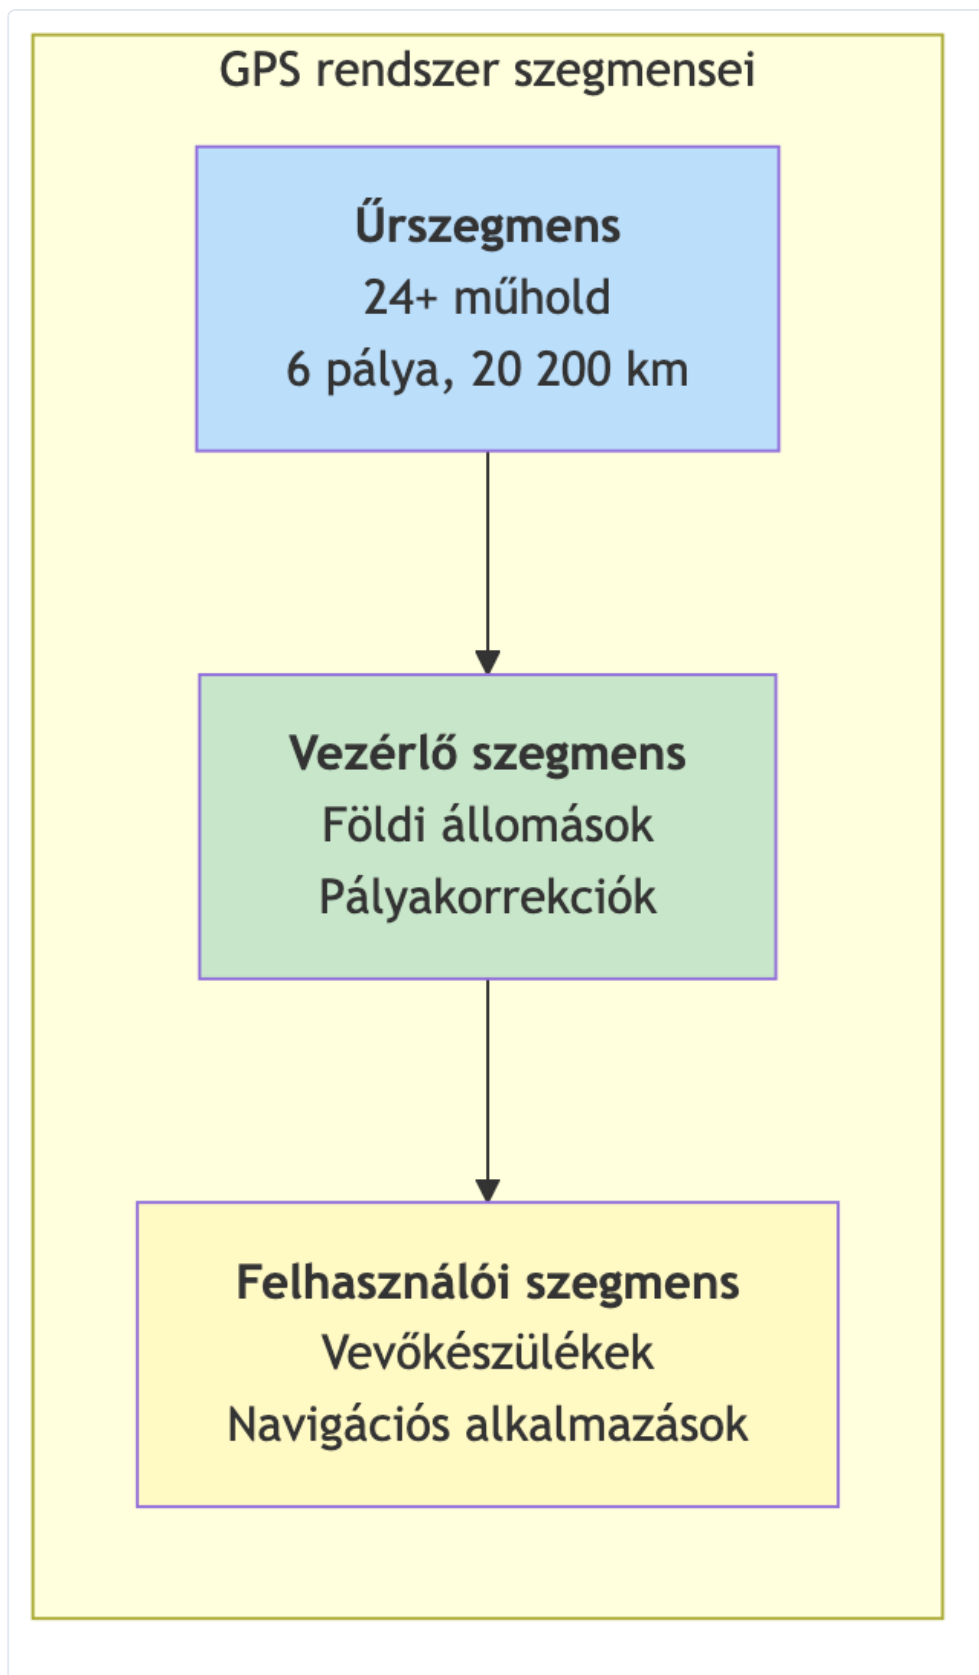 GPS rendszer szegmensei
Űrszegmens
24+ műhold
6 pálya, 20 200 km
Vezérlő szegmens
Földi állomások
Pályakorrekciók
Felhasználói szegmens
Vevőkészülékek
Navigációs alkalmazások